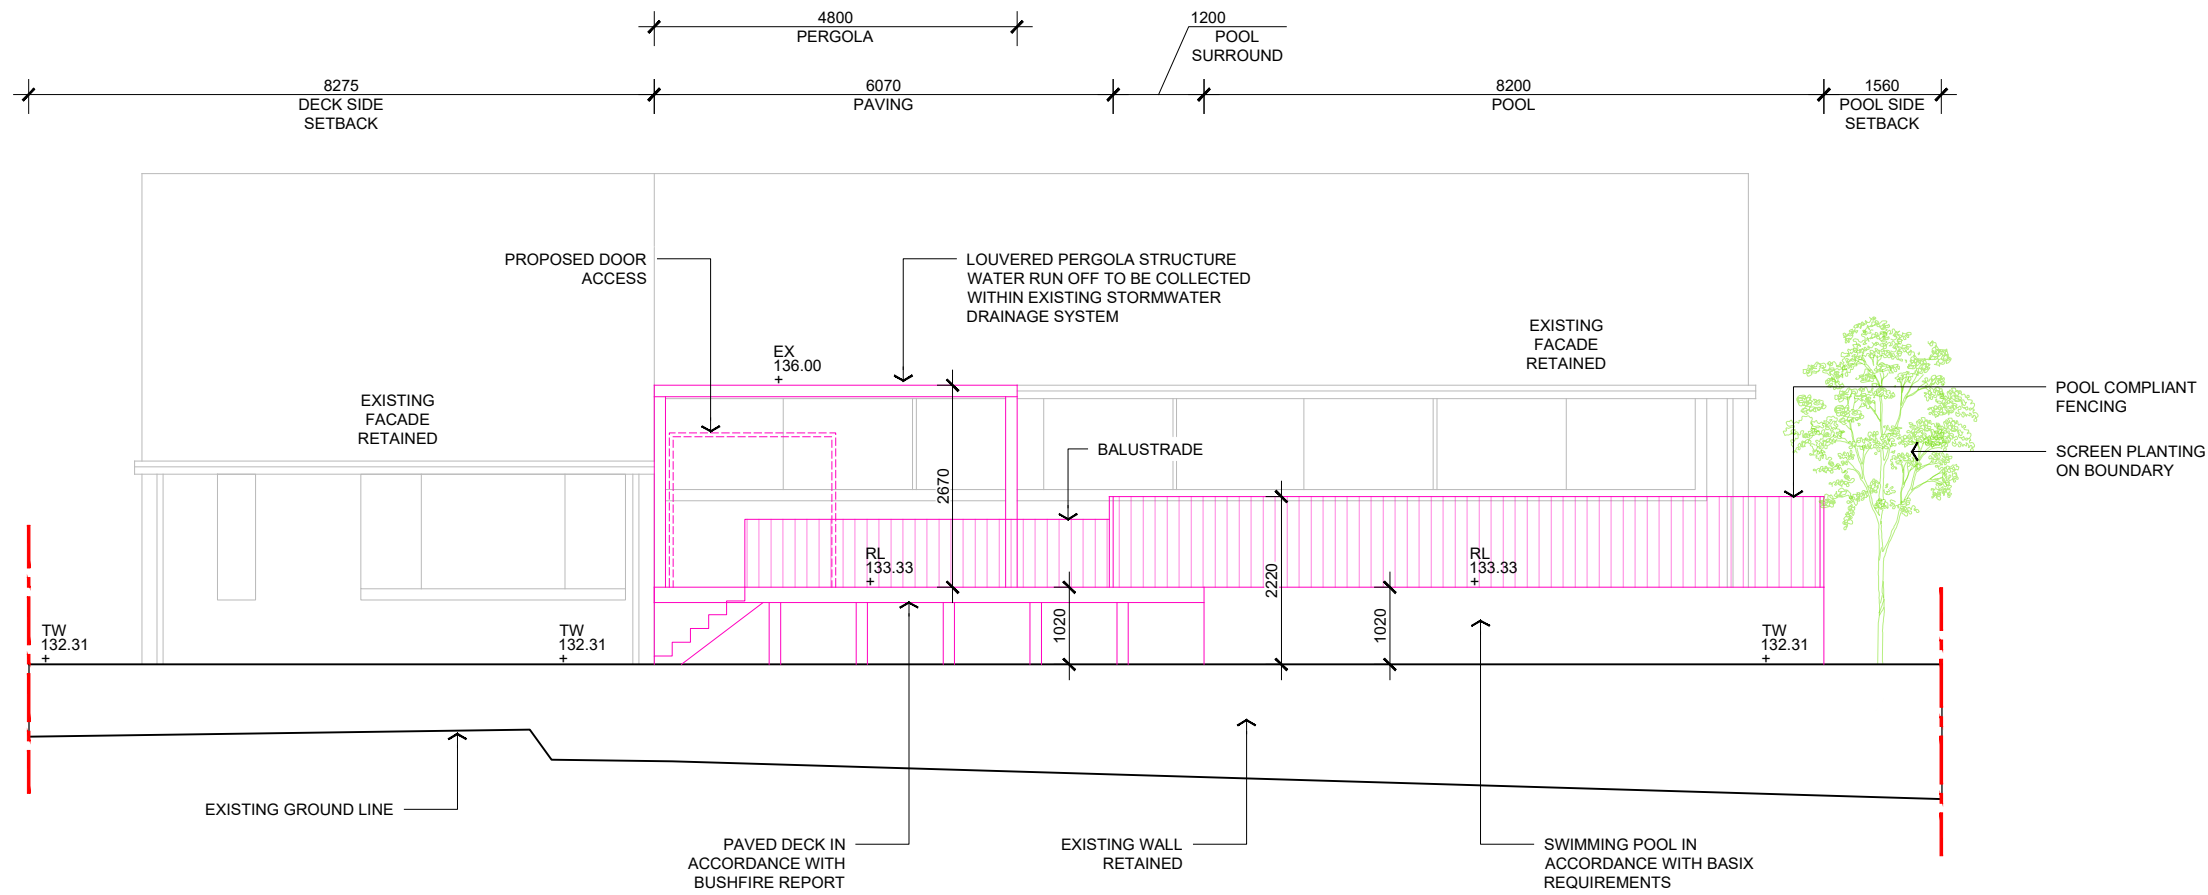 4800
PERGOLA
1200
POOL
SURROUND
8275
DECK SIDE
SETBACK
6070
PAVING
8200
POOL
1560
POOL SIDE
SETBACK
PROPOSED DOOR
ACCESS
LOUVERED PERGOLA STRUCTURE
WATER RUN OFF TO BE COLLECTED
WITHIN EXISTING STORMWATER
DRAINAGE SYSTEM
EXISTING
FACADE
RETAINED
EX
136.00
EXISTING
FACADE
RETAINED
POOL COMPLIANT
FENCING
BALUSTRADE
SCREEN PLANTING
ON BOUNDARY
2670
RL
133.33
RL
133.33
2220
1020
1020
TW
132.31
TW
132.31
TW
132.31
EXISTING GROUND LINE
PAVED DECK IN
ACCORDANCE WITH
BUSHFIRE REPORT
EXISTING WALL
RETAINED
SWIMMING POOL IN
ACCORDANCE WITH BASIX
REQUIREMENTS